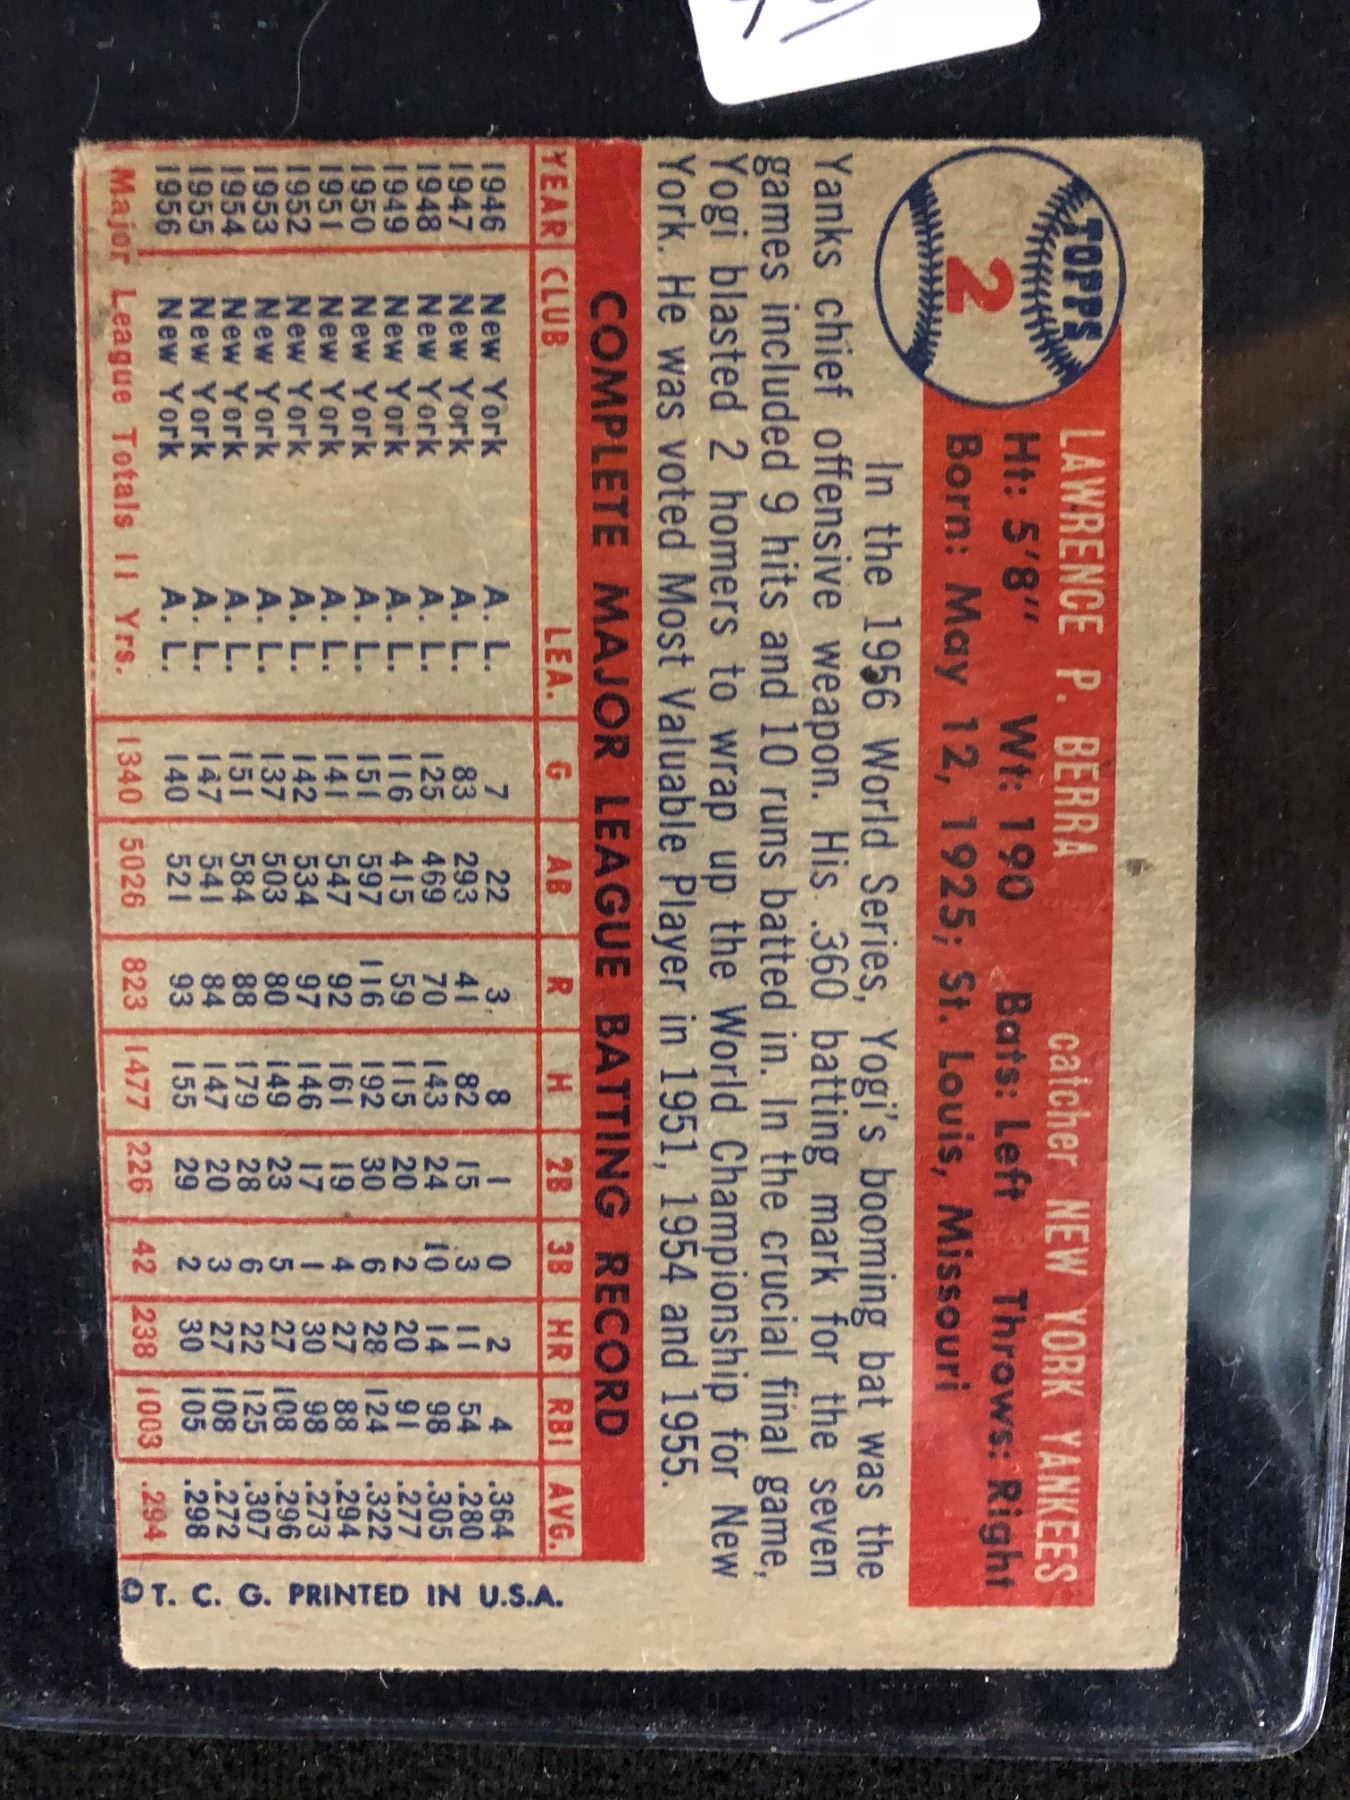 TOPPS
2
LAWRENCE P. BERRA catcher NEW YORK YANKEES
Ht: 5'8" Wt: 190 Bats: Left Throws: Right
Born: May 12, 1925; St. Louis, Missouri
In the 1956 World Series, Yogi's booming bat was the
Yanks chief offensive weapon. His .360 batting mark for the seven
games included 9 hits and 10 runs batted in. In the crucial final game,
Yogi blasted 2 homers to wrap up the World Championship for New
York. He was voted Most Valuable Player in 1951, 1954 and 1955.
COMPLETE MAJOR LEAGUE BATTING RECORD
YEAR CLUB LEA. G AB R H 2B 3B HR RBI AVG.
1946 New York A. L. 7 22 3 8 1 0 2 4 .364
1947 New York A. L. 83 293 41 82 15 3 11 54 .280
1948 New York A. L. 125 469 70 143 24 10 14 98 .305
1949 New York A. L. 116 415 59 115 20 2 20 91 .277
1950 New York A. L. 151 597 116 192 30 6 28 124 .322
1951 New York A. L. 141 547 92 161 19 4 27 88 .294
1952 New York A. L. 142 534 97 146 17 1 30 98 .273
1953 New York A. L. 137 503 80 149 23 5 27 108 .296
1954 New York A. L. 151 584 88 179 28 6 22 125 .307
1955 New York A. L. 147 541 84 147 20 3 27 108 .272
1956 New York A. L. 140 521 93 155 29 2 30 105 .298
Major League Totals 11 Yrs. 1340 5026 823 1477 226 42 238 1003 .294
© T. C. G. PRINTED IN U.S.A.